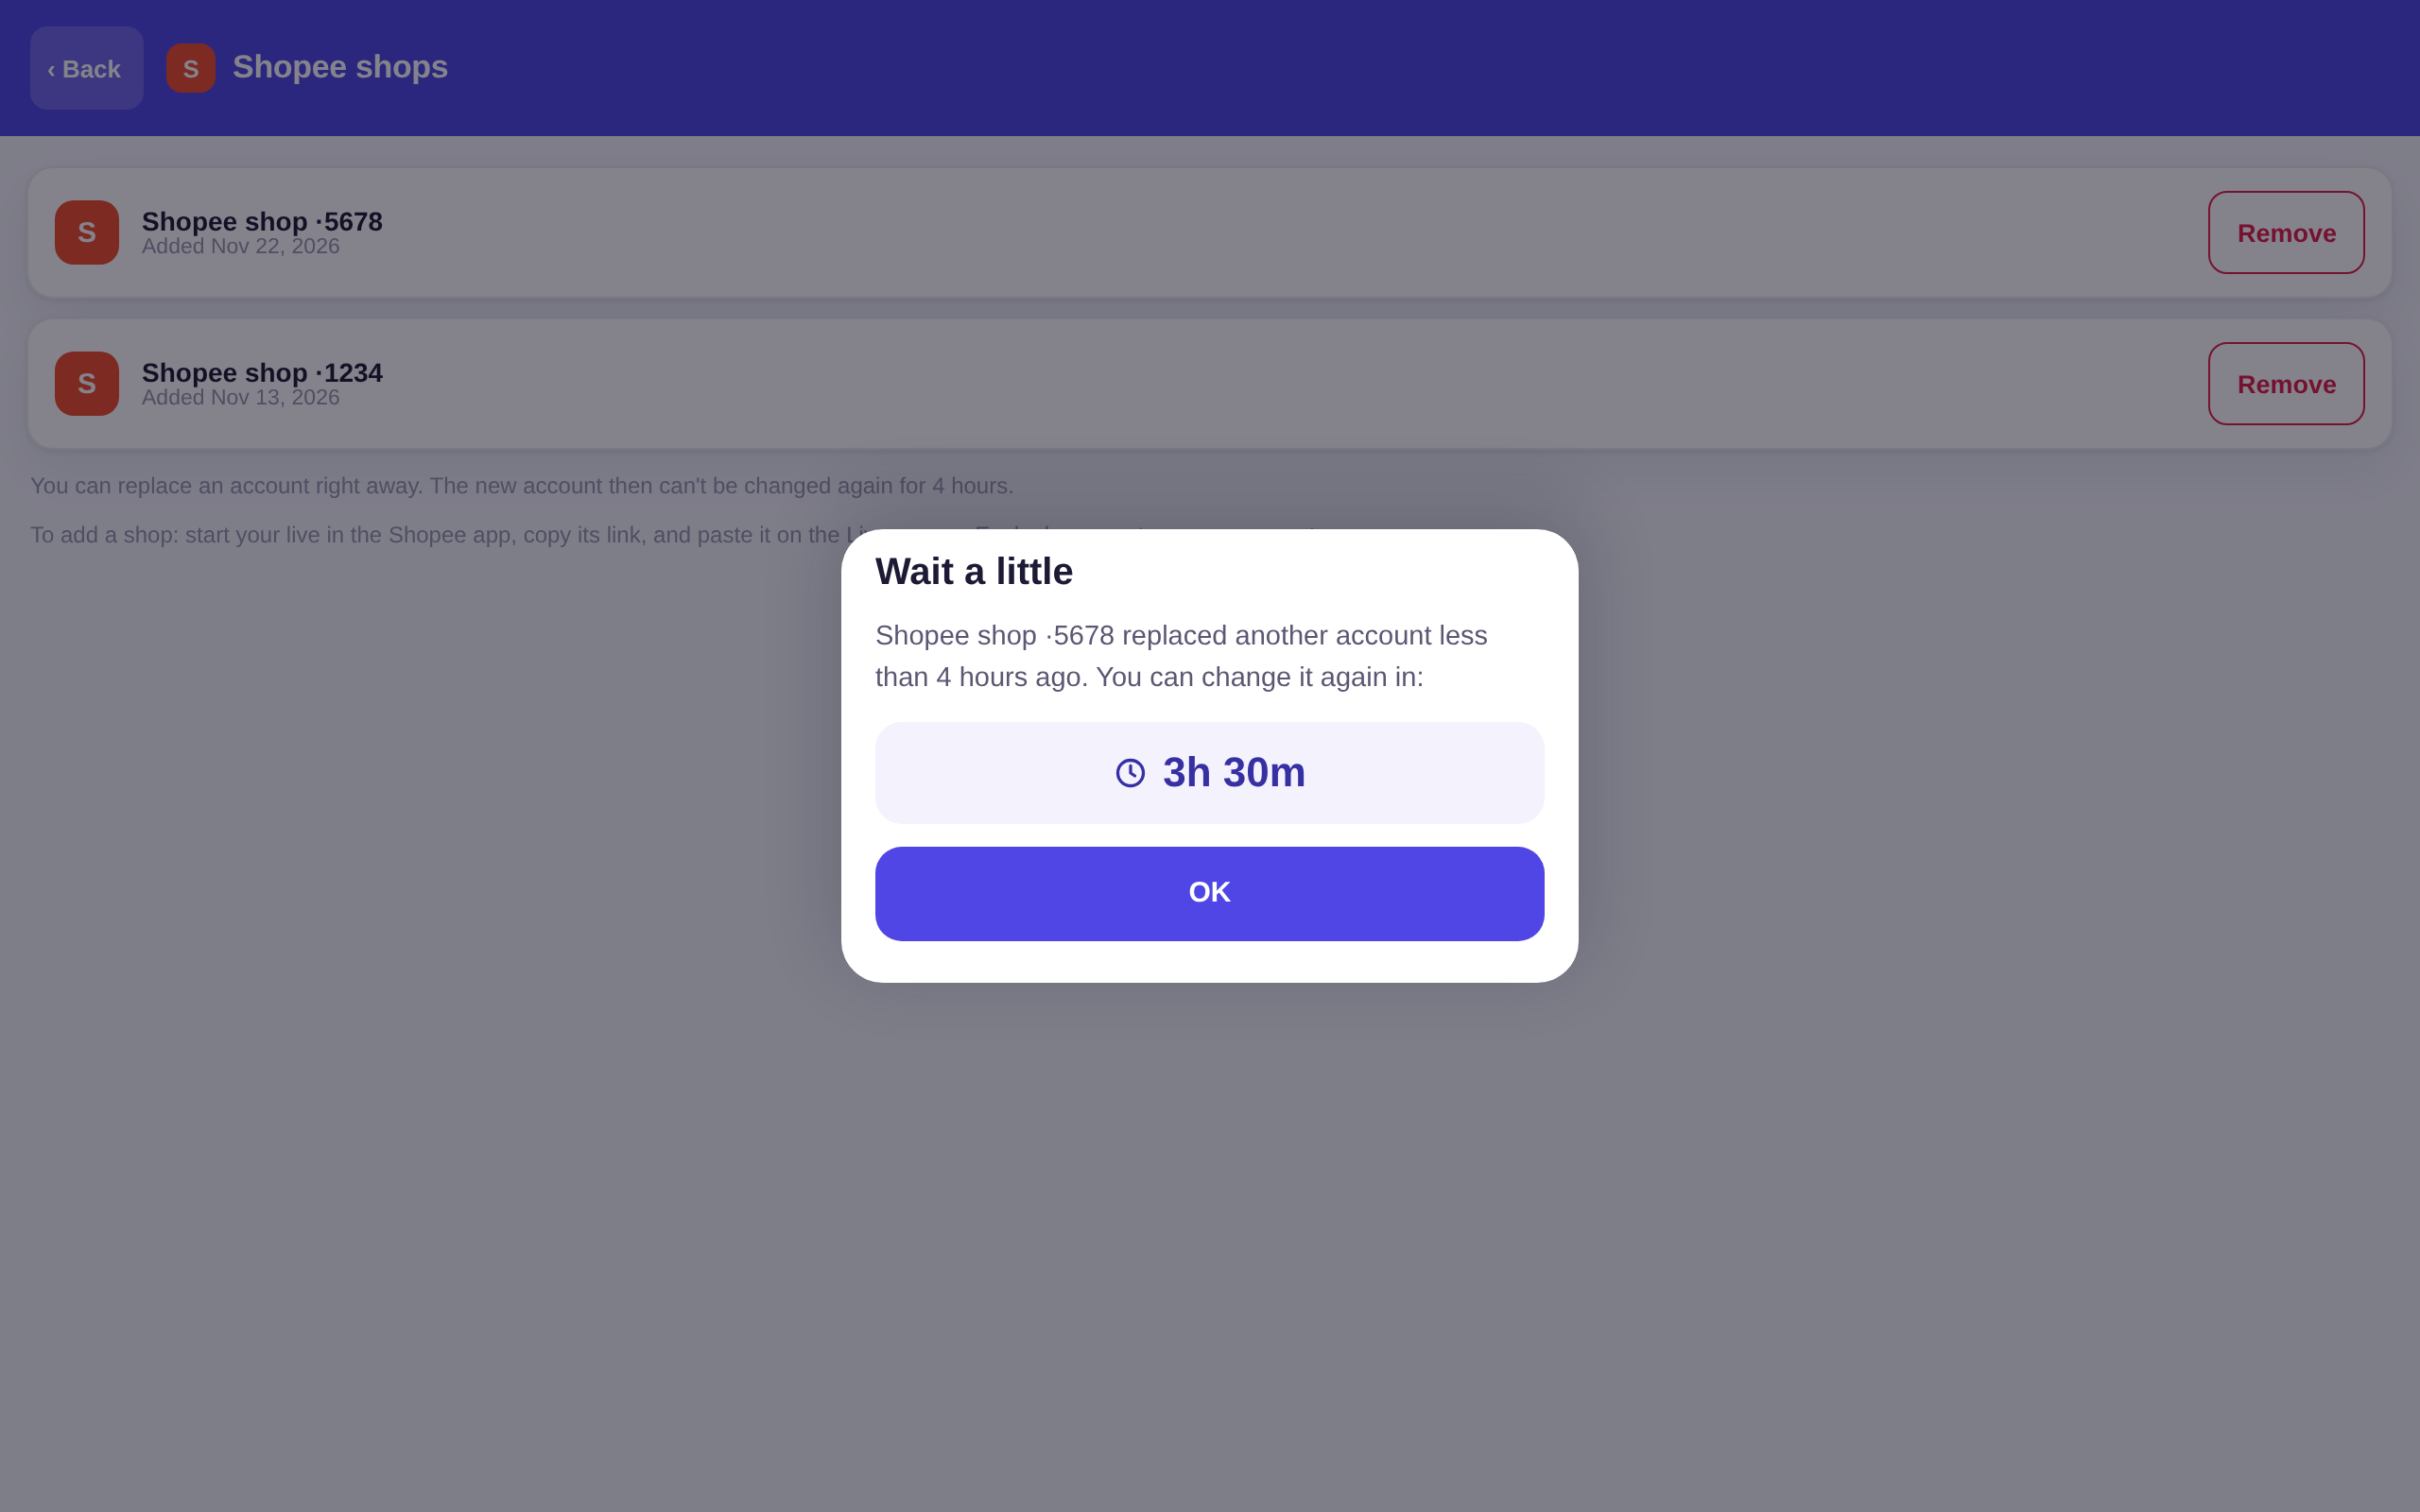 ‹ Back
S
Shopee shops
S
Shopee shop ·5678
Added Nov 22, 2026
Remove
S
Shopee shop ·1234
Added Nov 13, 2026
Remove
You can replace an account right away. The new account then can't be changed again for 4 hours.
To add a shop: start your live in the Shopee app, copy its link, and paste it on the
Wait a little
Shopee shop ·5678 replaced another account less
than 4 hours ago. You can change it again in:
3h 30m
OK